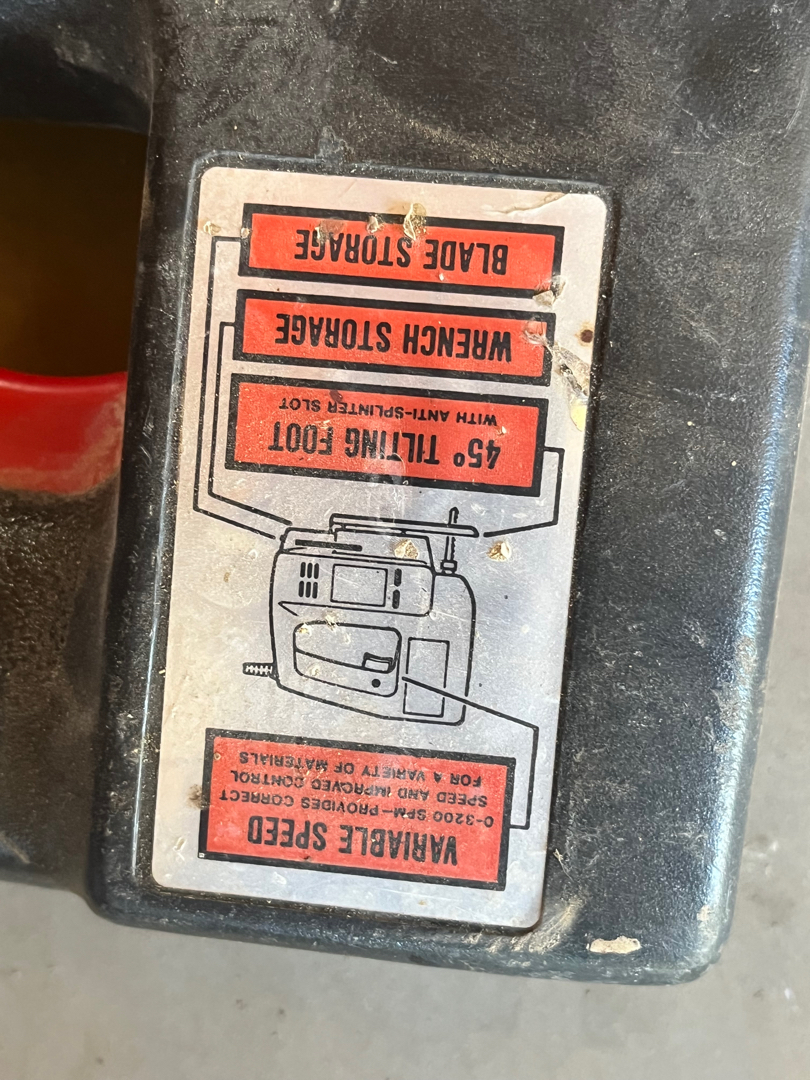 VARIABLE SPEED
0-3200 SPM—PROVIDES CORRECT
SPEED AND IMPROVED CONTROL
FOR A VARIETY OF MATERIALS
45° TILTING FOOT
WITH ANTI-SPLINTER SLOT
WRENCH STORAGE
BLADE STORAGE